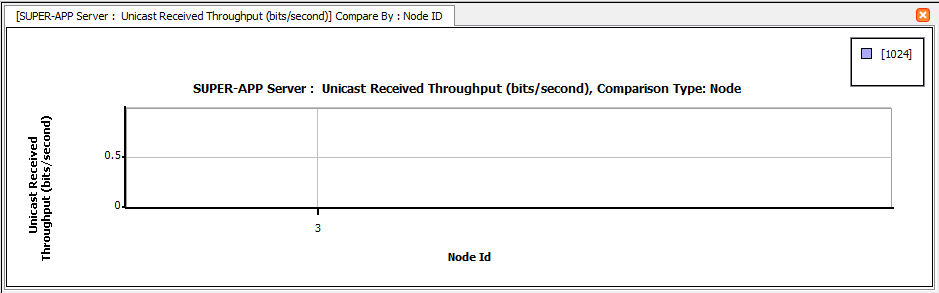 [SUPER-APP Server : Unicast Received Throughput (bits/second)] Compare By : Node ID
[1024]
SUPER-APP Server : Unicast Received Throughput (bits/second), Comparison Type: Node
Unicast Received
Throughput (bits/second)
0.5
0
3
Node Id